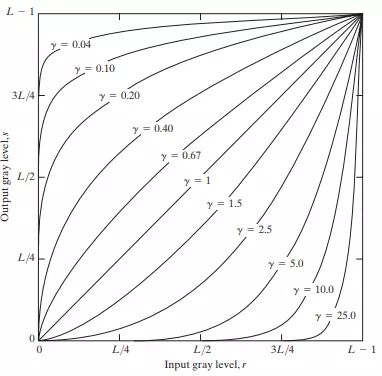 L − 1
γ = 0.04
γ = 0.10
3L/4
γ = 0.20
γ = 0.40
γ = 0.67
L/2
γ = 1
γ = 1.5
γ = 2.5
L/4
γ = 5.0
γ = 10.0
γ = 25.0
0
0 L/4 L/2 3L/4 L − 1
Input gray level, r
Output gray level, s